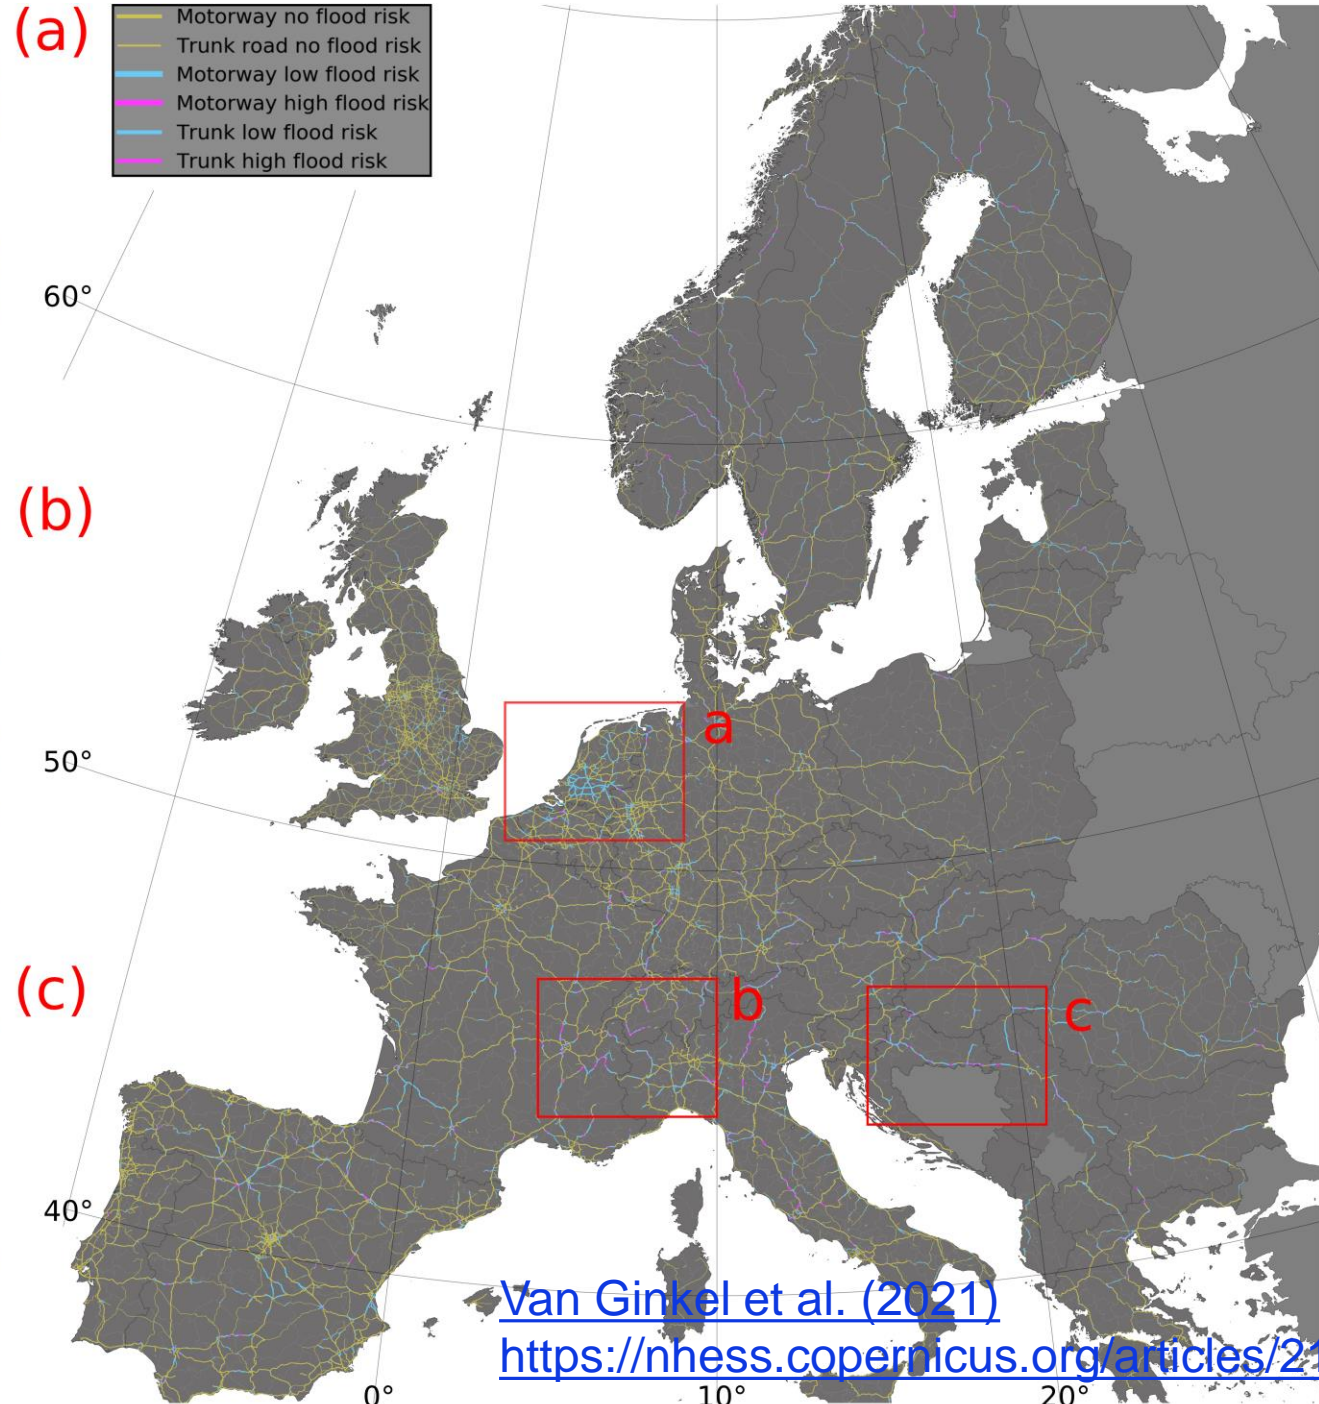 (a)
Motorway no flood risk
Trunk road no flood risk
Motorway low flood risk
Motorway high flood risk
Trunk low flood risk
Trunk high flood risk
60°
(b)
a
50°
(c)
b
c
40°
Van Ginkel et al. (2021)
https://nhess.copernicus.org/articles/21
0°
10°
20°